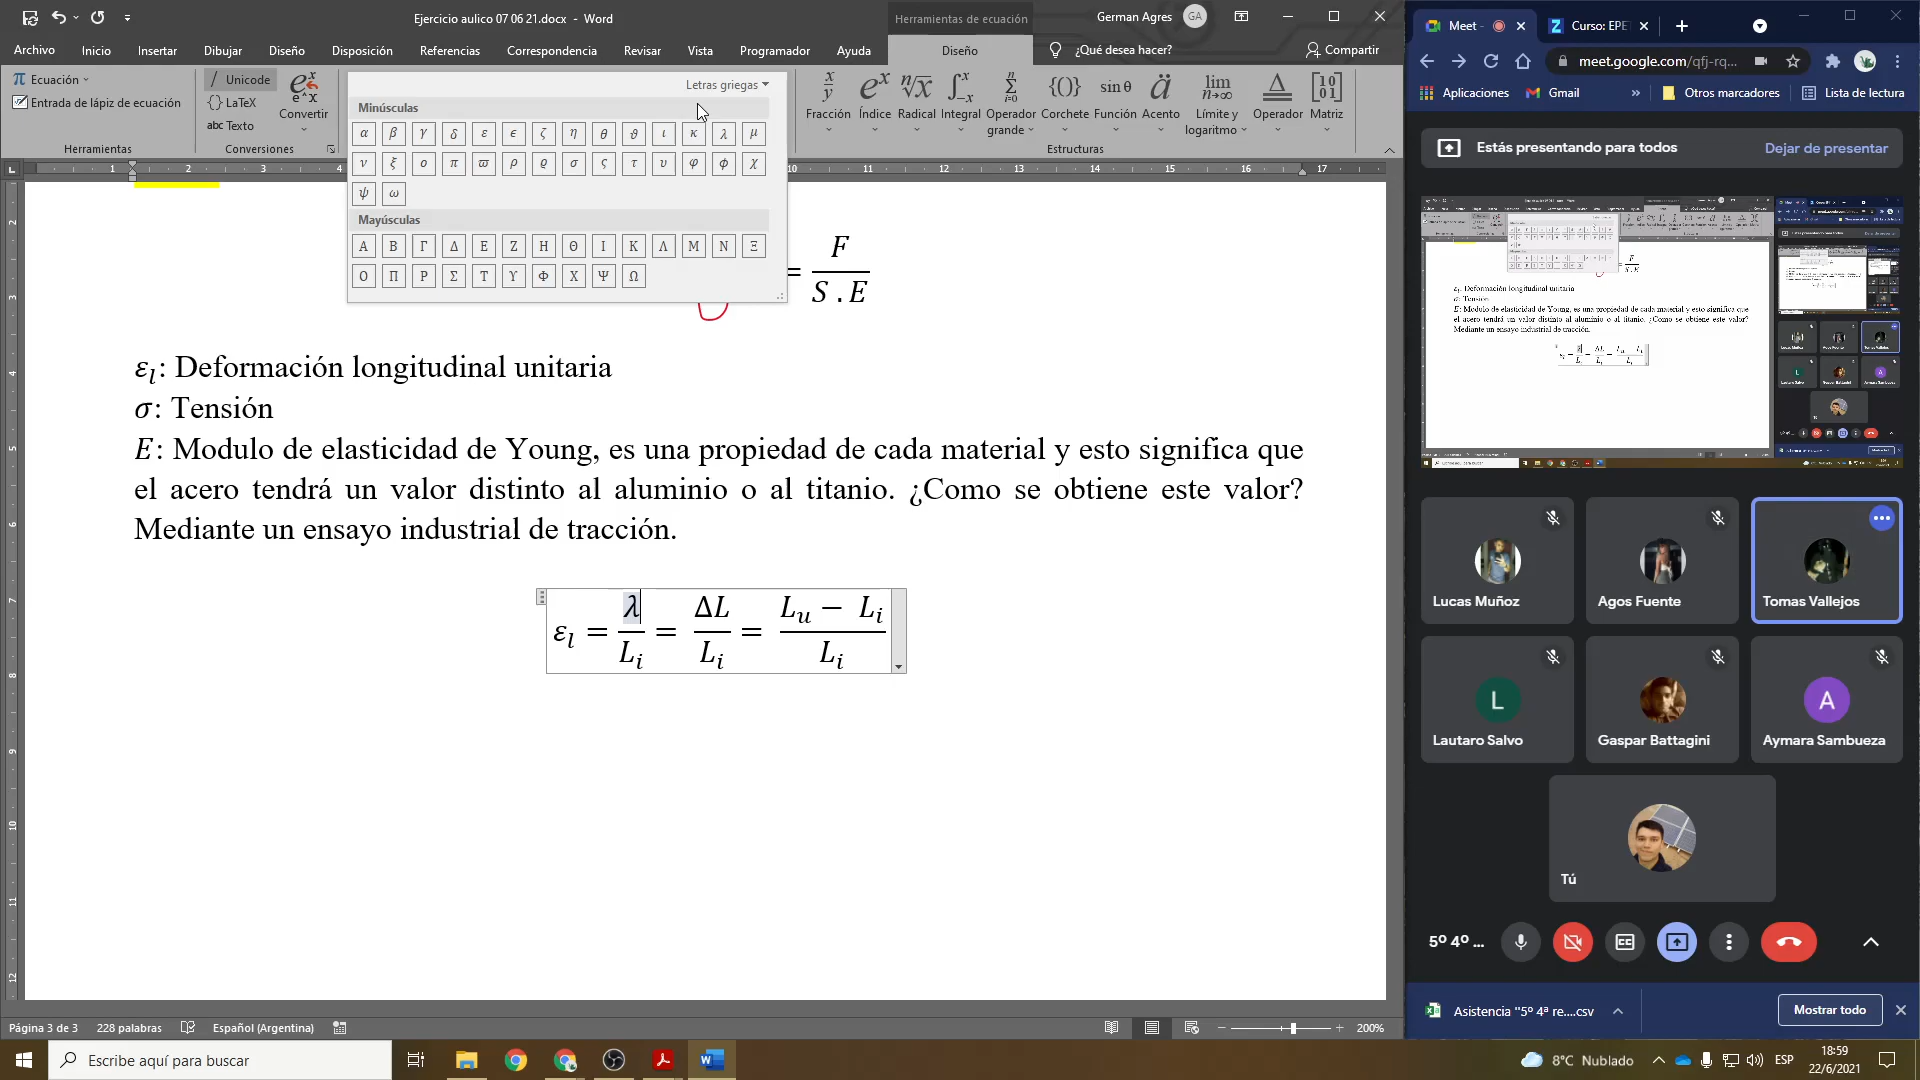 Ejercicio aulico 07 06 21.docx - Word
Herramientas de ecuación
German Agres
GA
Archivo
Inicio
Insertar
Dibujar
Diseño
Disposición
Referencias
Correspondencia
Revisar
Vista
Programador
Ayuda
Diseño
¿Qué desea hacer?
Compartir
π Ecuación
Entrada de lápiz de ecuación
Herramientas
/ Unicode
{} LaTeX
abc Texto
Convertir
Conversiones
Letras griegas
Minúsculas
α β γ δ ε ϵ ζ η θ ϑ ι κ λ μ
ν ξ ο π ϖ ρ ϱ σ ς τ υ φ ϕ χ
ψ ω
Mayúsculas
Α Β Γ Δ Ε Ζ Η Θ Ι Κ Λ Μ Ν Ξ
Ο Π Ρ Σ Τ Υ Φ Χ Ψ Ω
Fracción
Índice
Radical
Integral
Operador grande
Corchete
Función
Acento
Límite y logaritmo
Operador
Matriz
Estructuras
= F / S . E
ε_l: Deformación longitudinal unitaria
σ: Tensión
E: Modulo de elasticidad de Young, es una propiedad de cada material y esto significa que
el acero tendrá un valor distinto al aluminio o al titanio. ¿Como se obtiene este valor?
Mediante un ensayo industrial de tracción.
ε_l = λ / L_i = ΔL / L_i = L_u − L_i / L_i
Página 3 de 3
228 palabras
Español (Argentina)
200%
Escribe aquí para buscar
8°C Nublado
ESP
18:59
22/6/2021
Meet -
Curso: EPET
meet.google.com/qfj-rq...
Aplicaciones
Gmail
»
Otros marcadores
Lista de lectura
Estás presentando para todos
Dejar de presentar
Lucas Muñoz
Agos Fuente
Tomas Vallejos
L
Lautaro Salvo
Gaspar Battagini
A
Aymara Sambueza
Tú
5º 4º ...
Asistencia "5º 4ª re....csv
Mostrar todo